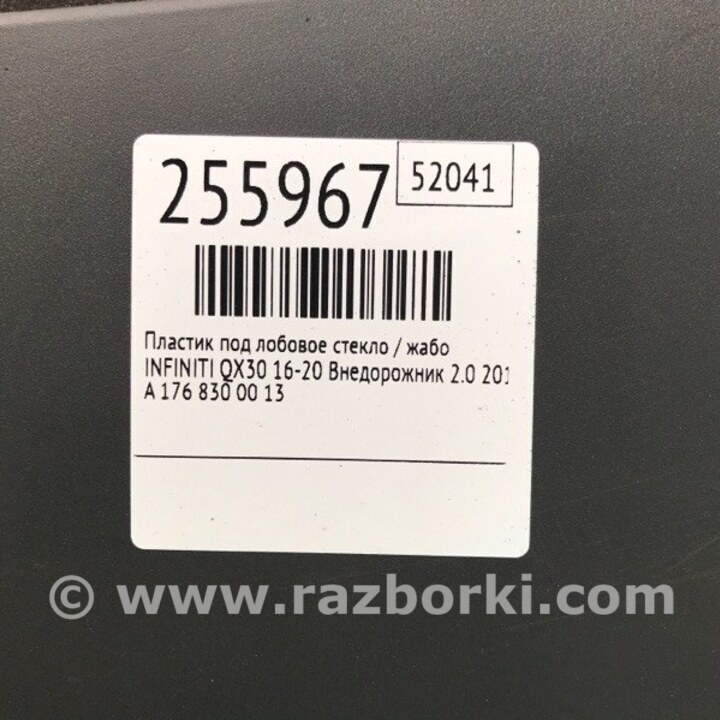 255967
52041
Пластик под лобовое стекло / жабо
INFINITI QX30 16-20 Внедорожник 2.0 201
A 176 830 00 13
© www.razborki.com